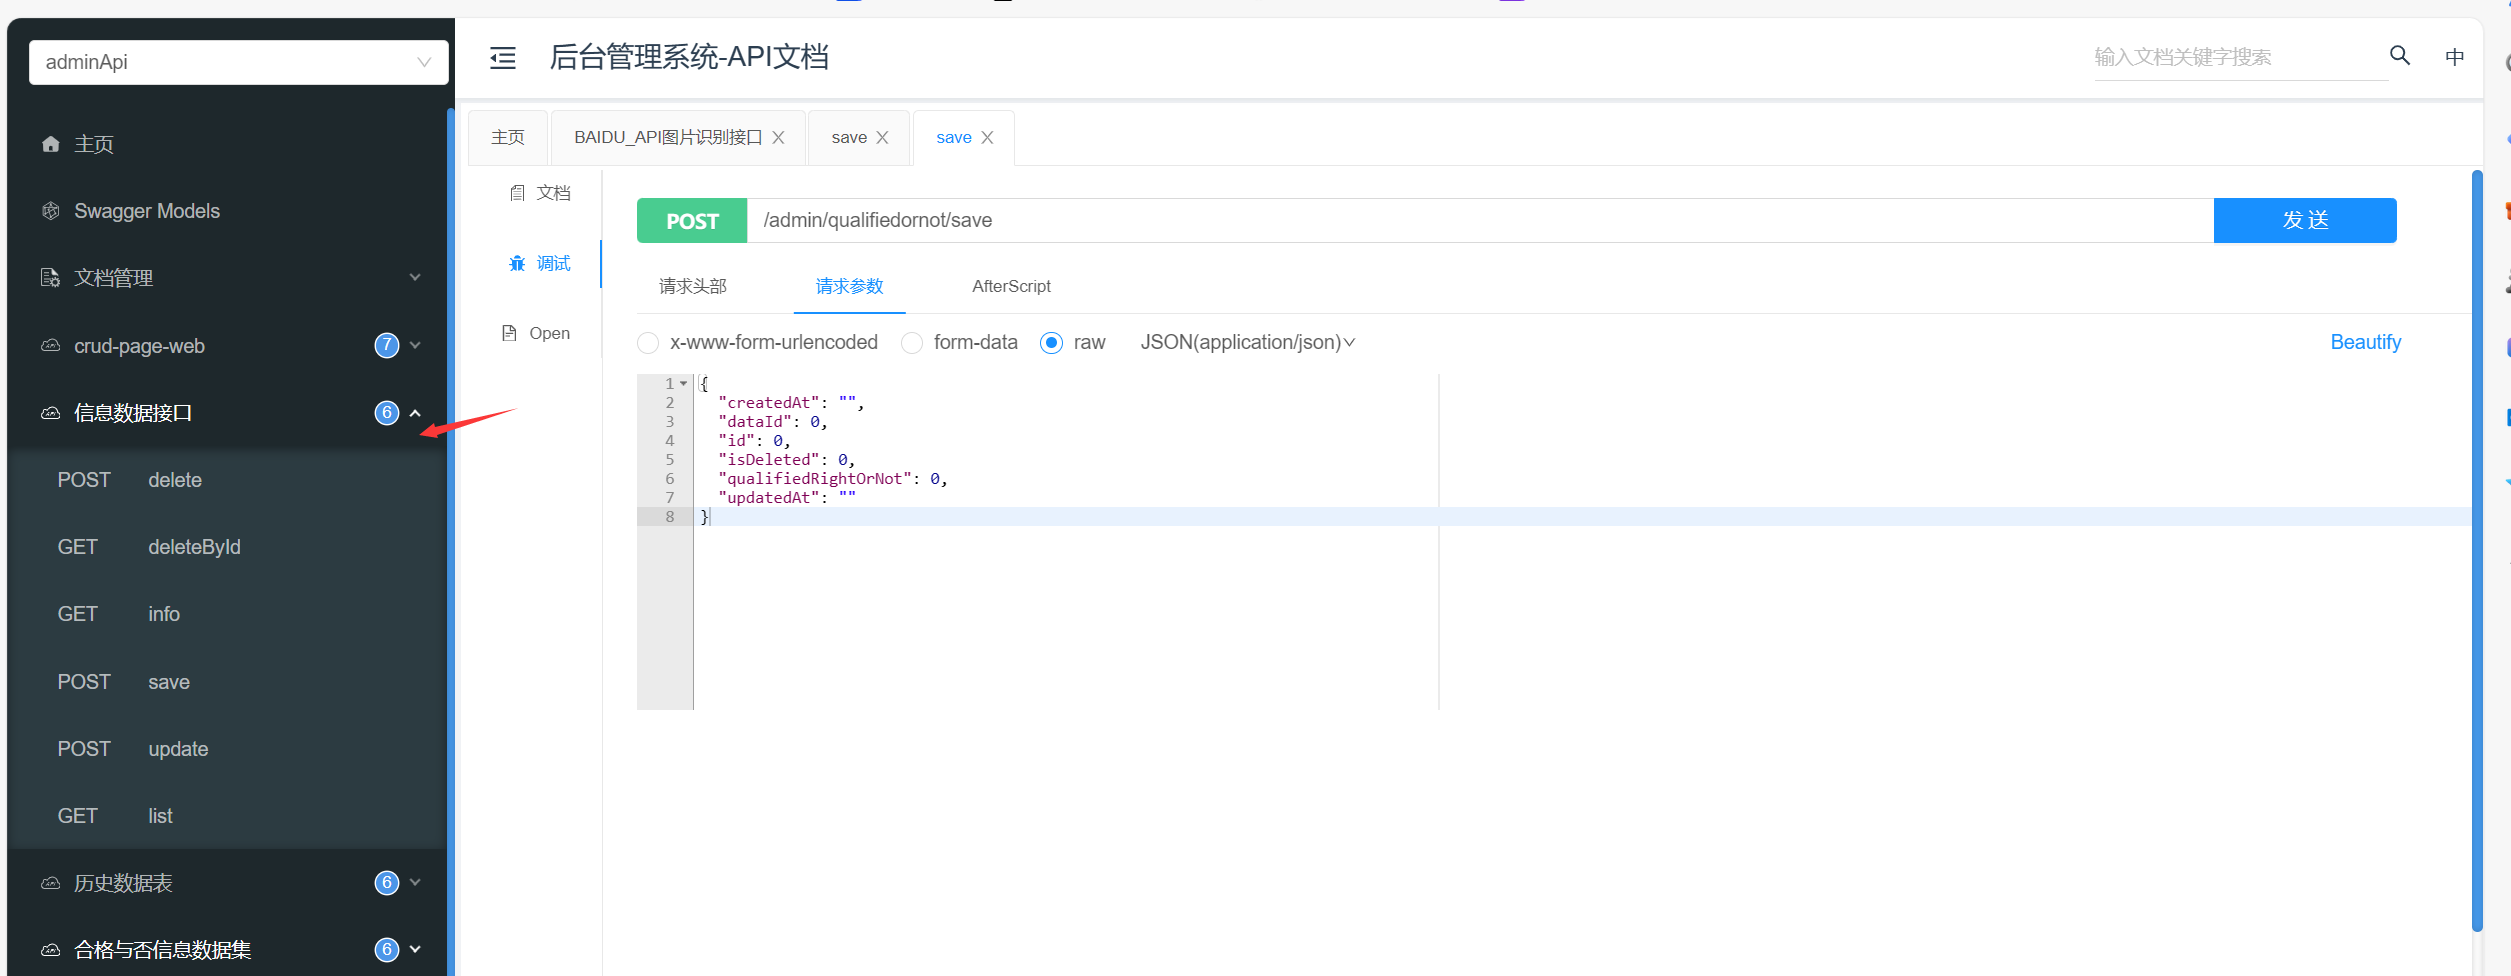 adminApi
主页
Swagger Models
文档管理
crud-page-web 7
信息数据接口 6
POST delete
GET deleteById
GET info
POST save
POST update
GET list
历史数据表 6
合格与否信息数据集 6
后台管理系统-API文档
输入文档关键字搜索
中
主页 BAIDU_API图片识别接口 save save
文档
调试
Open
POST /admin/qualifiedornot/save 发 送
请求头部 请求参数 AfterScript
x-www-form-urlencoded form-data raw JSON(application/json) Beautify
1 {
2 "createdAt": "",
3 "dataId": 0,
4 "id": 0,
5 "isDeleted": 0,
6 "qualifiedRightOrNot": 0,
7 "updatedAt": ""
8 }